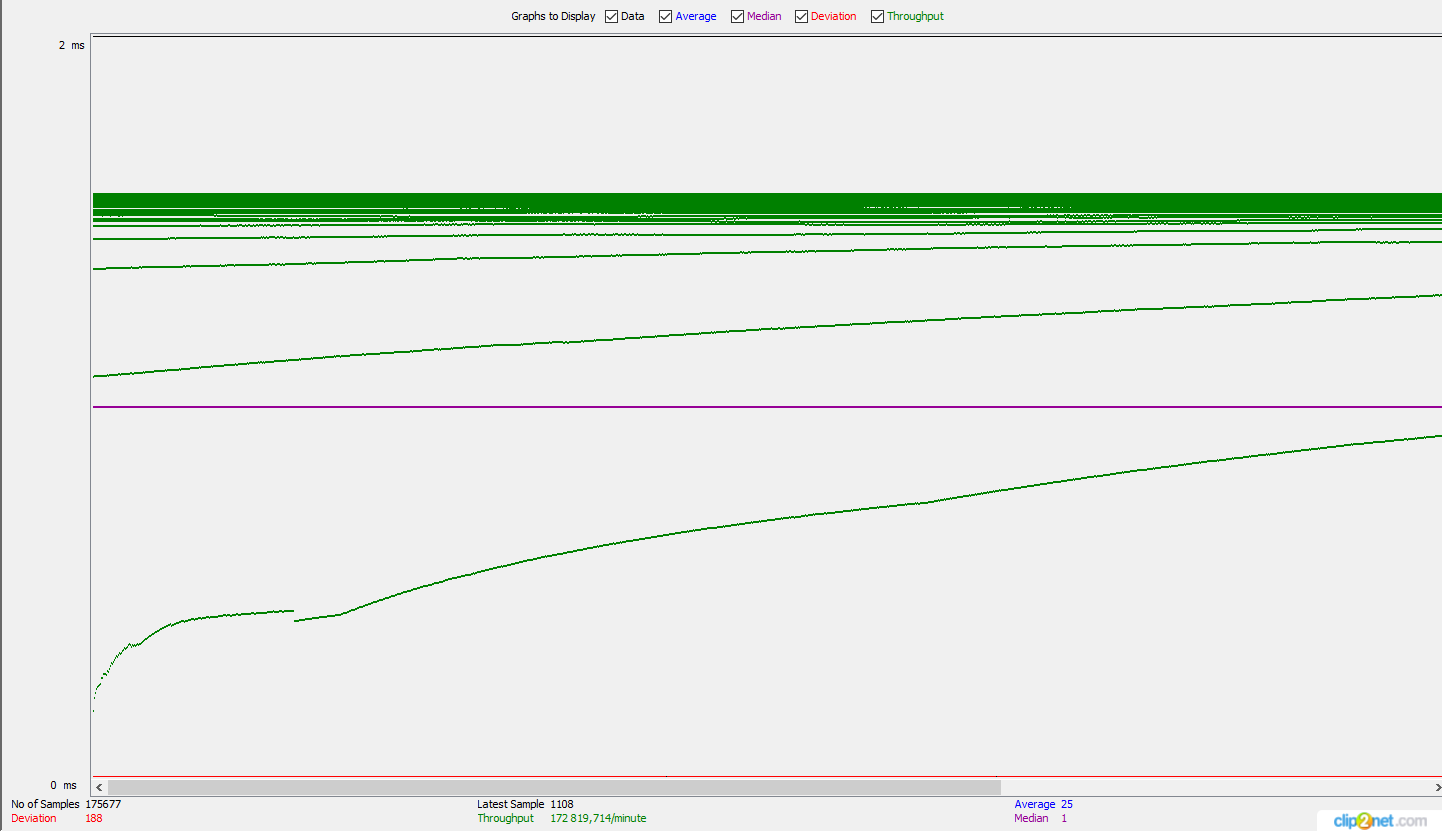 Graphs to Display Data Average Median Deviation Throughput
2 ms
0 ms
No of Samples 175677 Latest Sample 1108 Average 25
Deviation 188 Throughput 172 819,714/minute Median 1
clip2net.com